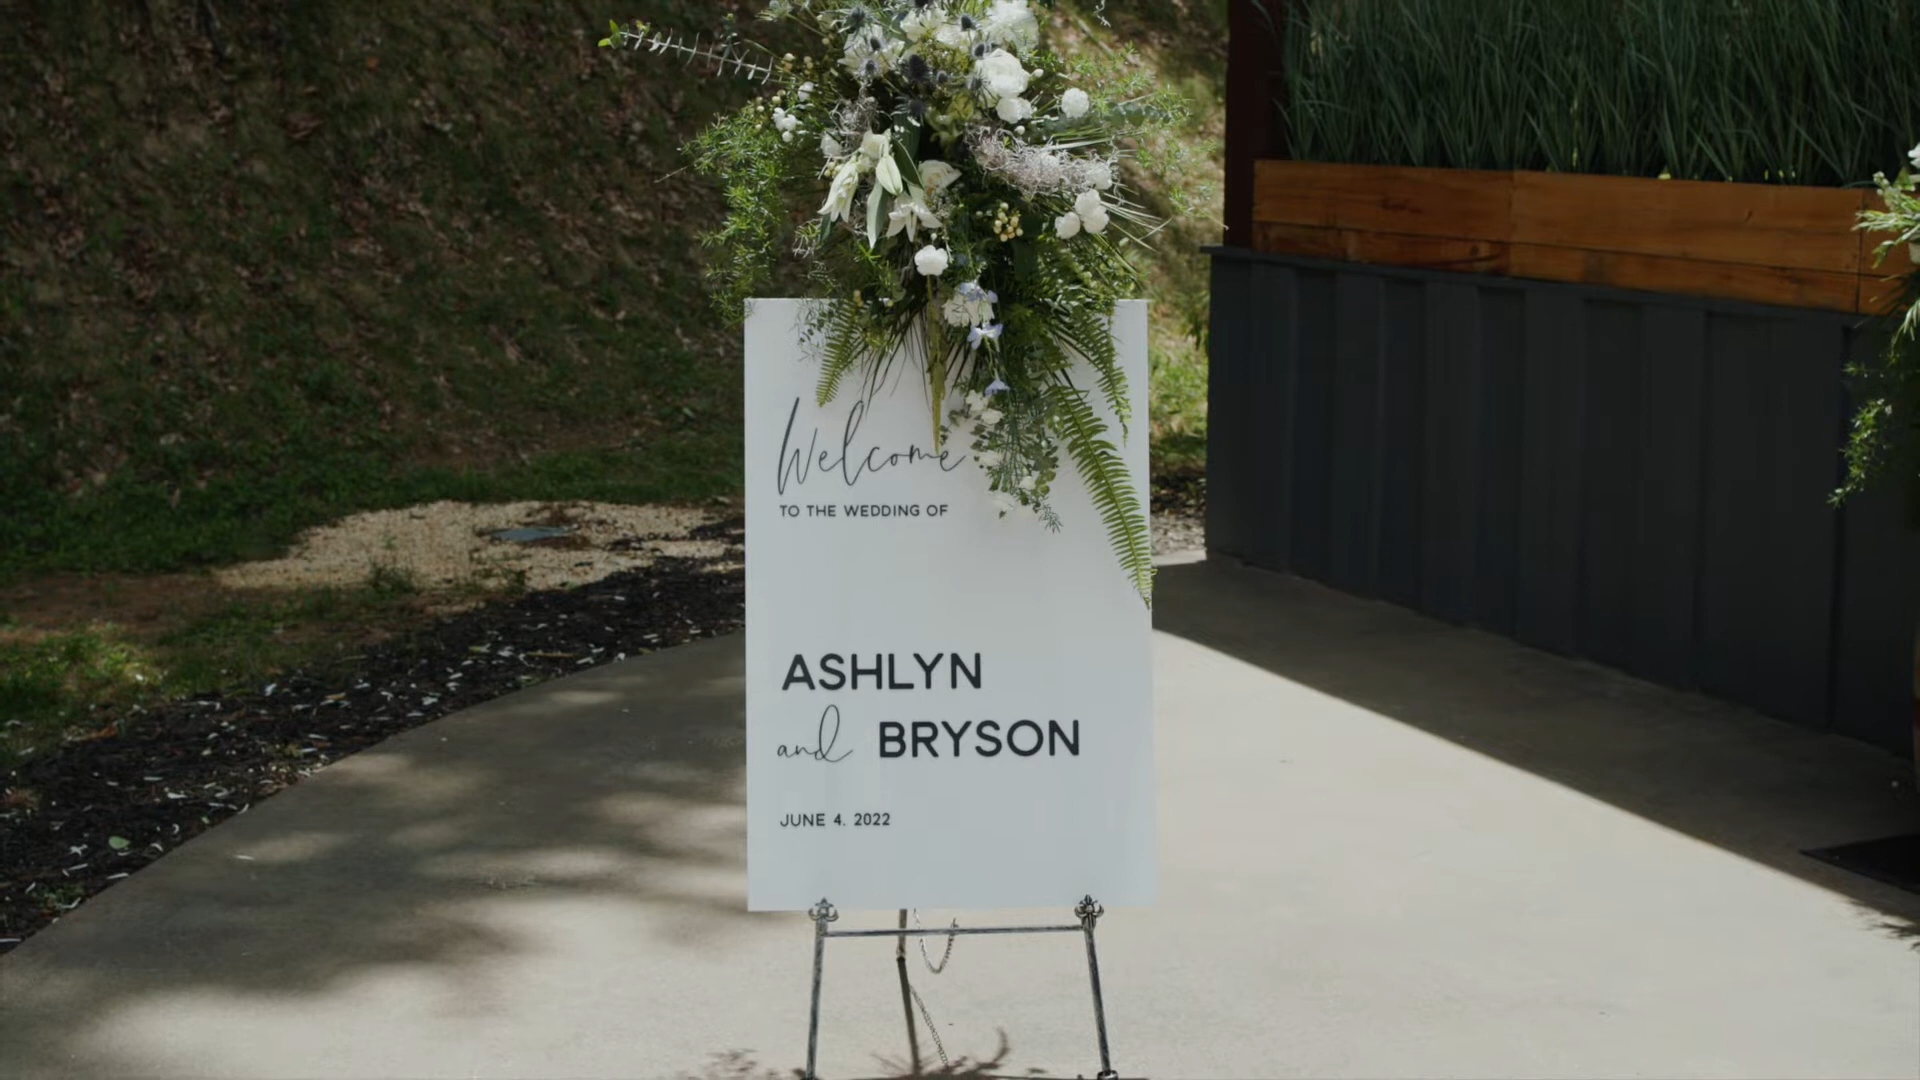 Welcome
TO THE WEDDING OF
ASHLYN
and BRYSON
JUNE 4. 2022